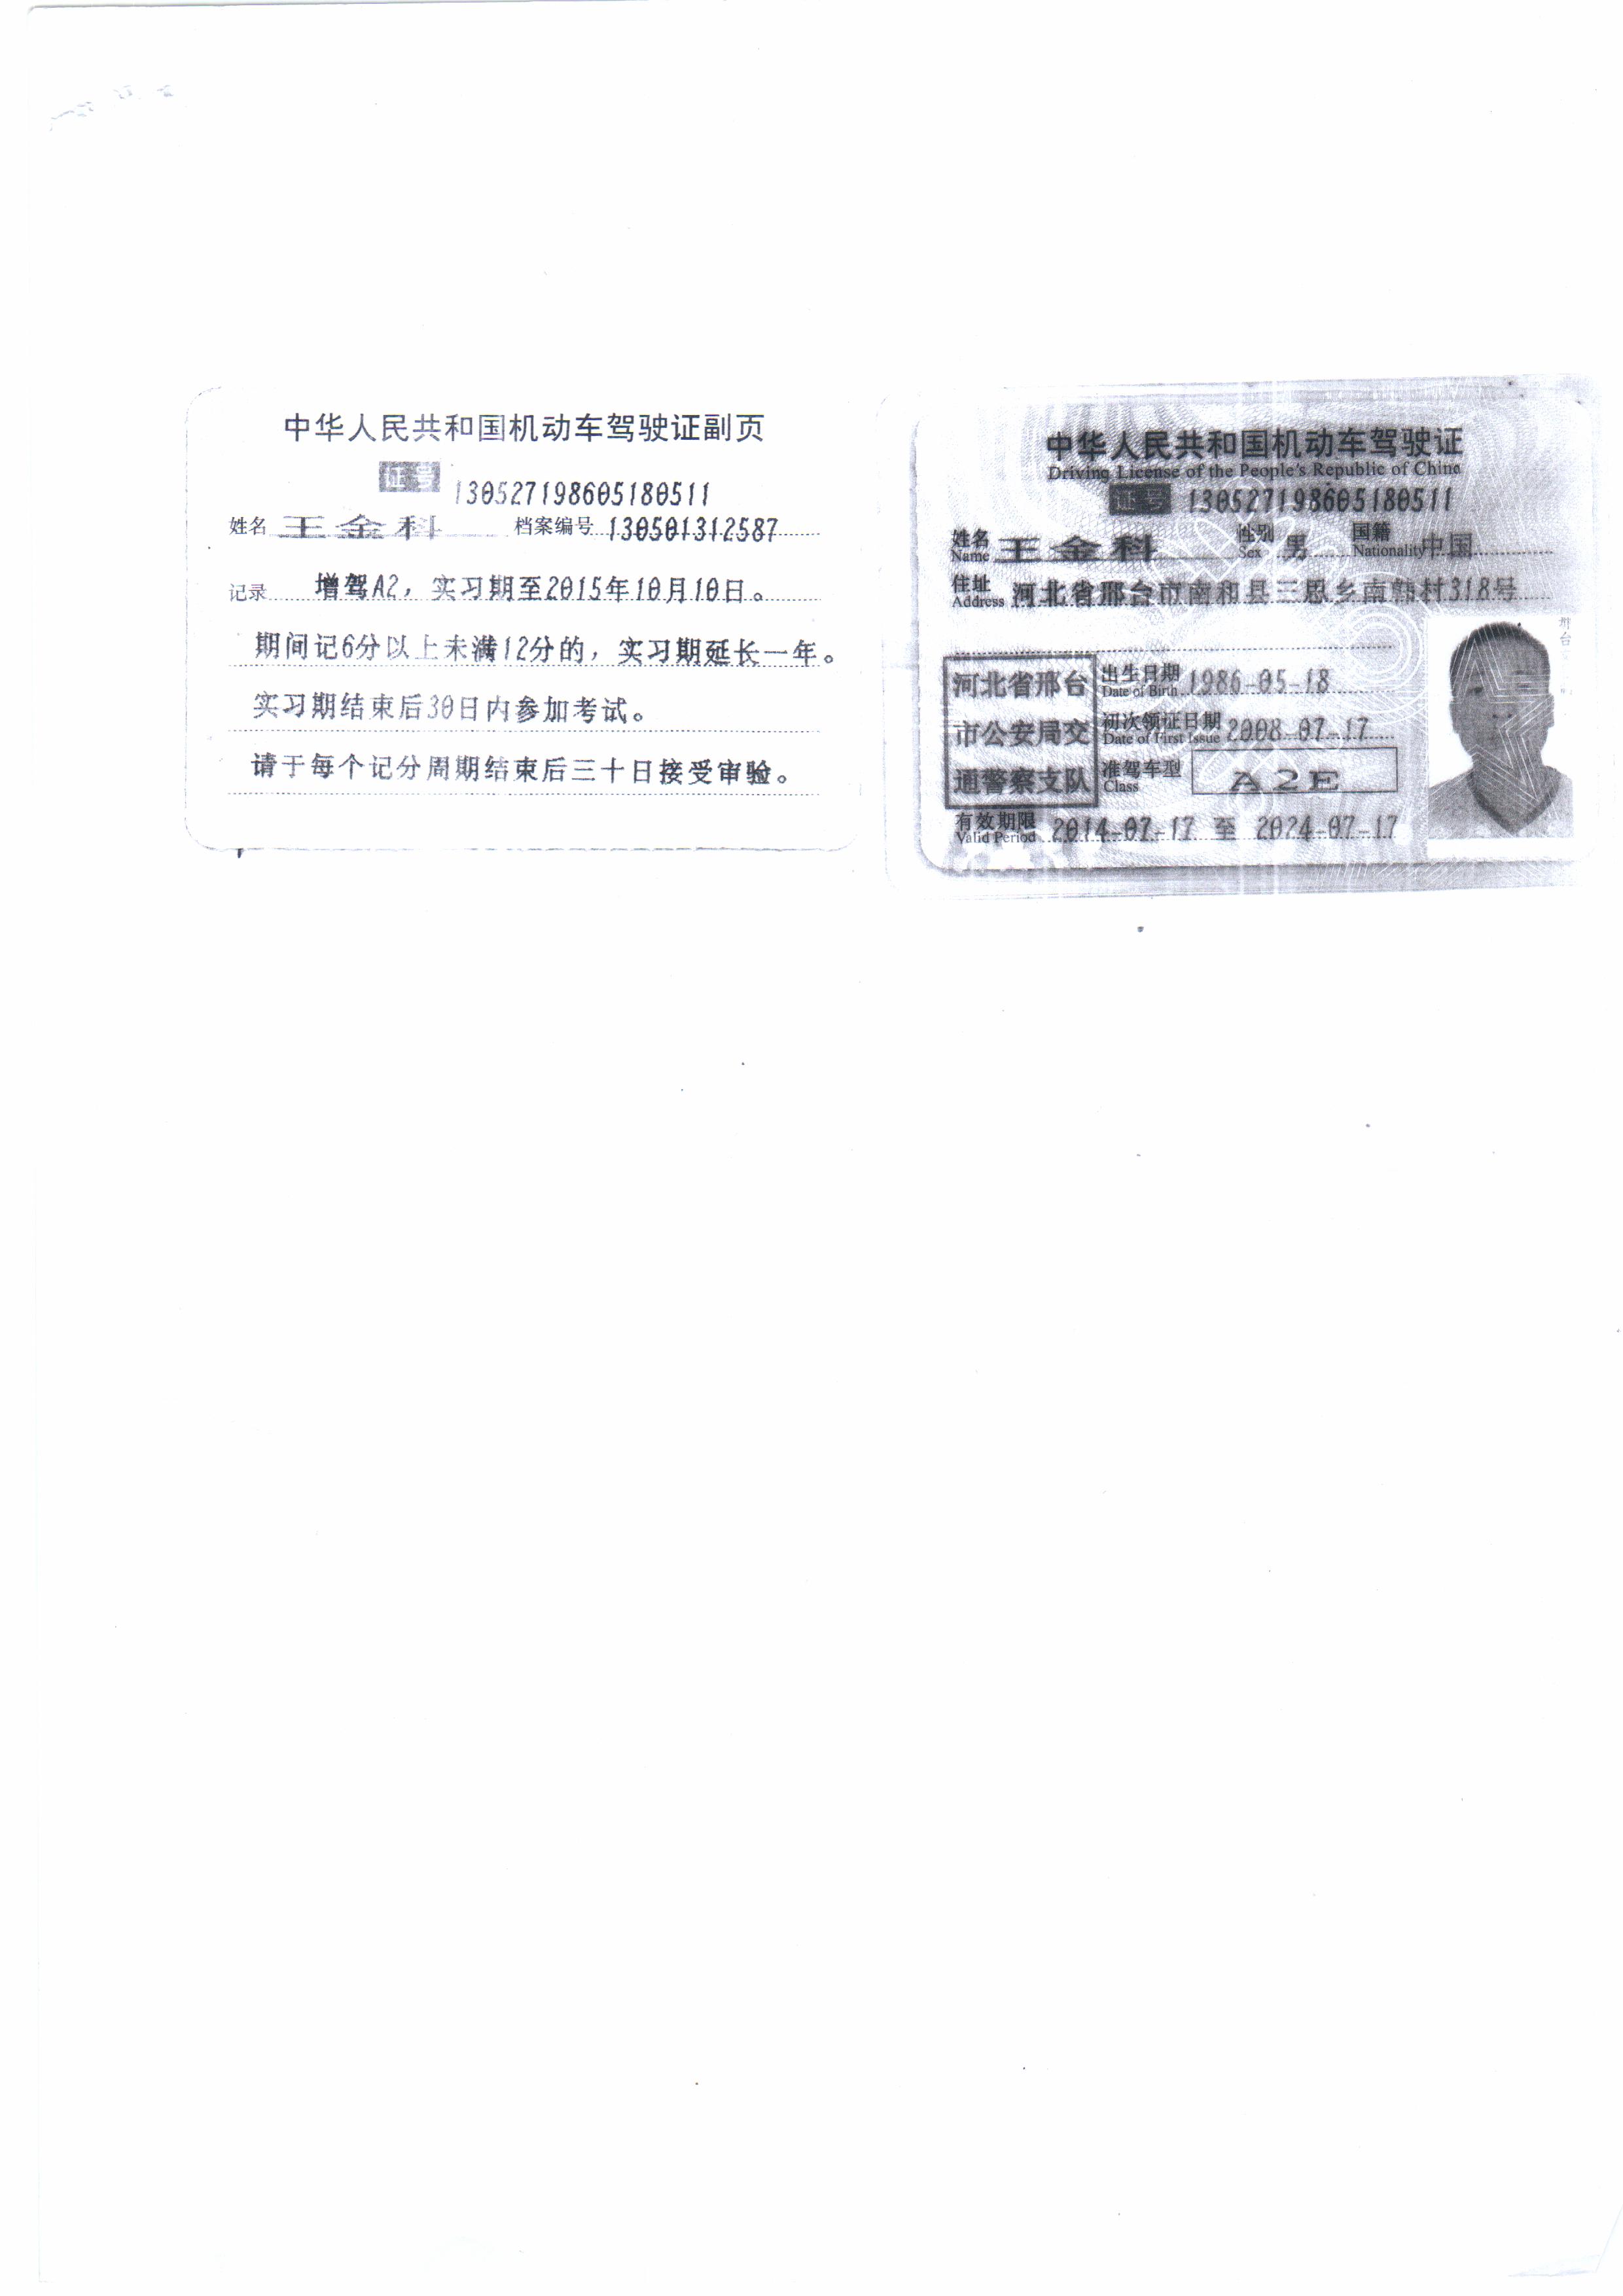 中华人民共和国机动车驾驶证副页
证号 130527198605180511
姓名 王金科 档案编号 130501312587
记录 增驾A2，实习期至2015年10月10日。
期间记6分以上未满12分的，实习期延长一年。
实习期结束后30日内参加考试。
请于每个记分周期结束后三十日接受审验。
中华人民共和国机动车驾驶证
Driving License of the People's Republic of China
证号 130527198605180511
姓名 王金科 性别 男 国籍 中国
Name Sex Nationality
住址 河北省邢台市南和县三思乡南韩村318号
Address
河北省邢台
市公安局交
通警察支队
出生日期 1986-05-18
Date of Birth
初次领证日期 2008-07-17
Date of First Issue
准驾车型 A2E
Class
有效期限 2014-07-17 至 2024-07-17
Valid Period